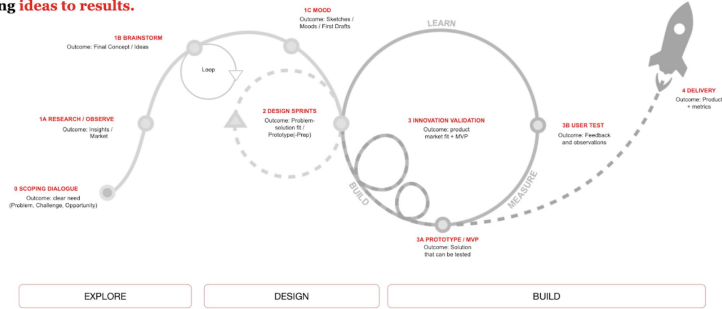 ng ideas to results.
1C MOOD
Outcome: Sketches /
Moods / First Drafts
LEARN
1B BRAINSTORM
Outcome: Final Concept / Ideas
Loop
4 DELIVERY
Outcome: Product
+ metrics
1A RESEARCH / OBSERVE
Outcome: Insights /
Market
2 DESIGN SPRINTS
Outcome: Problem-
solution fit /
Prototype(-Prep)
3 INNOVATION VALIDATION
Outcome: product
market fit + MVP
3B USER TEST
Outcome: Feedback
and observations
0 SCOPING DIALOGUE
Outcome: clear need
(Problem, Challenge, Opportunity)
BUILD
MEASURE
3A PROTOTYPE / MVP
Outcome: Solution
that can be tested
EXPLORE
DESIGN
BUILD